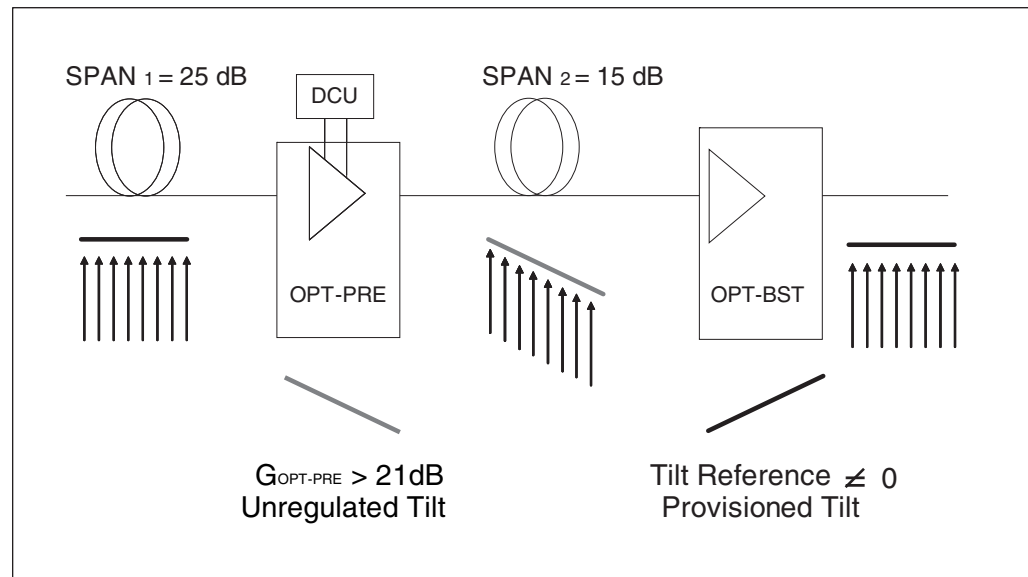 SPAN 1 = 25 dB
DCU
SPAN 2 = 15 dB
OPT-PRE
OPT-BST
GOPT-PRE > 21dB
Unregulated Tilt
Tilt Reference ≠ 0
Provisioned Tilt